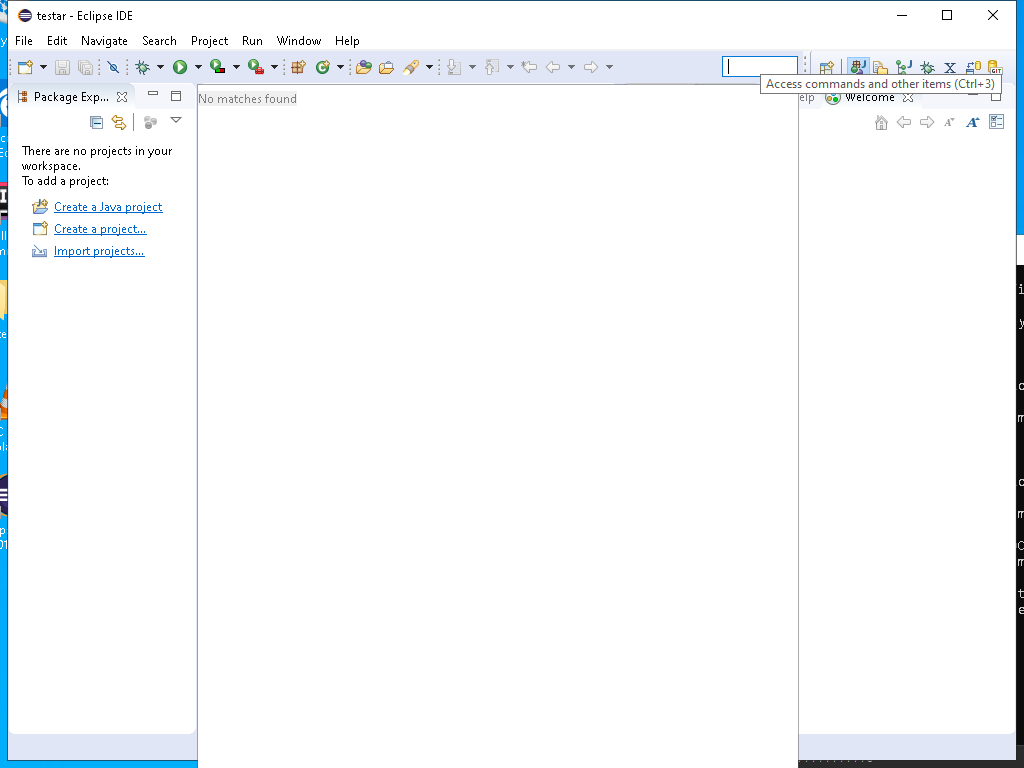 testar - Eclipse IDE
File Edit Navigate Search Project Run Window Help
Access commands and other items (Ctrl+3)
Package Exp...
No matches found
elp
Welcome
There are no projects in your
workspace.
To add a project:
Create a Java project
Create a project...
Import projects...